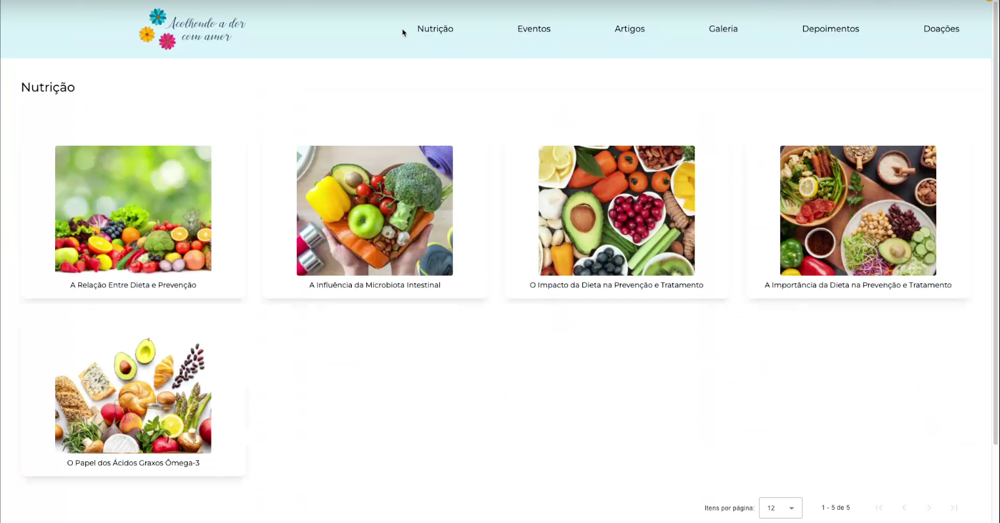 Acolhendo a dor
com amor
Nutrição
Eventos
Artigos
Galeria
Depoimentos
Doações
Nutrição
A Relação Entre Dieta e Prevenção
A Influência da Microbiota Intestinal
O Impacto da Dieta na Prevenção e Tratamento
A Importância da Dieta na Prevenção e Tratamento
O Papel dos Ácidos Graxos Ômega-3
Itens por página:
12
1 - 5 de 5